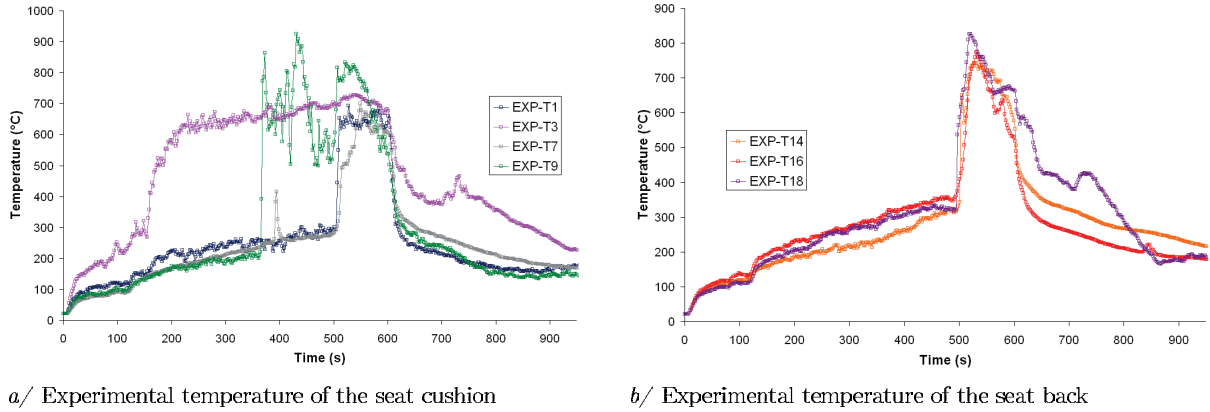 1000
900
800
700
600
500
400
300
200
100
0
Temperature (°C)
0 100 200 300 400 500 600 700 800 900
Time (s)
EXP-T1
EXP-T3
EXP-T7
EXP-T9
a/ Experimental temperature of the seat cushion
900
800
700
600
500
400
300
200
100
0
Temperature (°C)
0 100 200 300 400 500 600 700 800 900
Time (s)
EXP-T14
EXP-T16
EXP-T18
b/ Experimental temperature of the seat back